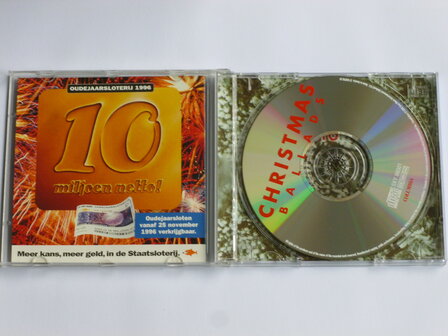 OUDEJAARSLOTERIJ 1996
10
miljoen netto!
Oudejaarsloten
vanaf 25 november
1996 verkrijgbaar.
Meer kans, meer geld, in de Staatsloterij.
CHRISTMAS
BALLADS